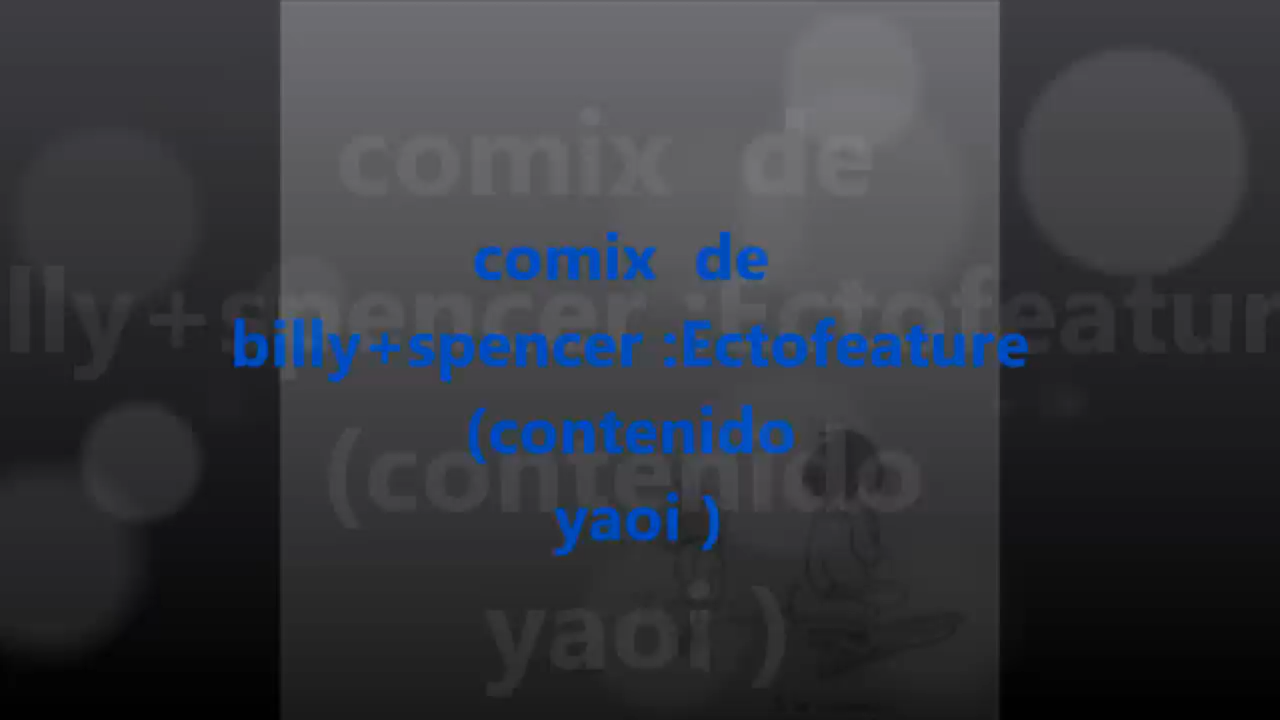 comix de
billy+spencer :Ectofeature
(contenido
yaoi )